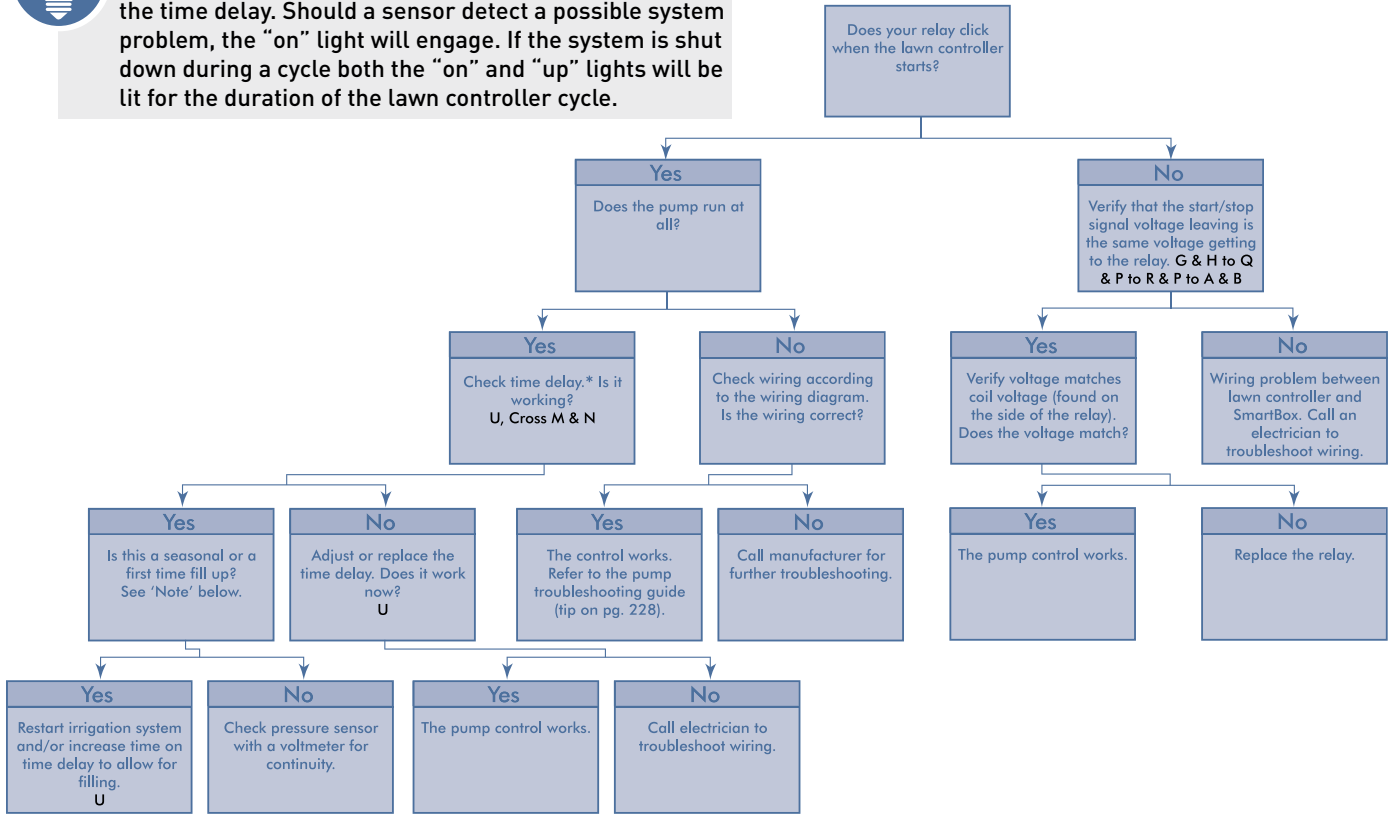 the time delay. Should a sensor detect a possible system
problem, the “on” light will engage. If the system is shut
down during a cycle both the “on” and “up” lights will be
lit for the duration of the lawn controller cycle.
Does your relay click
when the lawn controller
starts?
Yes
Does the pump run at
all?
No
Verify that the start/stop
signal voltage leaving is
the same voltage getting
to the relay. G & H to Q
& P to R & P to A & B
Yes
Check time delay.* Is it
working?
U, Cross M & N
No
Check wiring according
to the wiring diagram.
Is the wiring correct?
Yes
Verify voltage matches
coil voltage (found on
the side of the relay).
Does the voltage match?
No
Wiring problem between
lawn controller and
SmartBox. Call an
electrician to
troubleshoot wiring.
Yes
Is this a seasonal or a
first time fill up?
See ‘Note’ below.
No
Adjust or replace the
time delay. Does it work
now?
U
Yes
The control works.
Refer to the pump
troubleshooting guide
(tip on pg. 228).
No
Call manufacturer for
further troubleshooting.
Yes
The pump control works.
No
Replace the relay.
Yes
Restart irrigation system
and/or increase time on
time delay to allow for
filling.
U
No
Check pressure sensor
with a voltmeter for
continuity.
Yes
The pump control works.
No
Call electrician to
troubleshoot wiring.